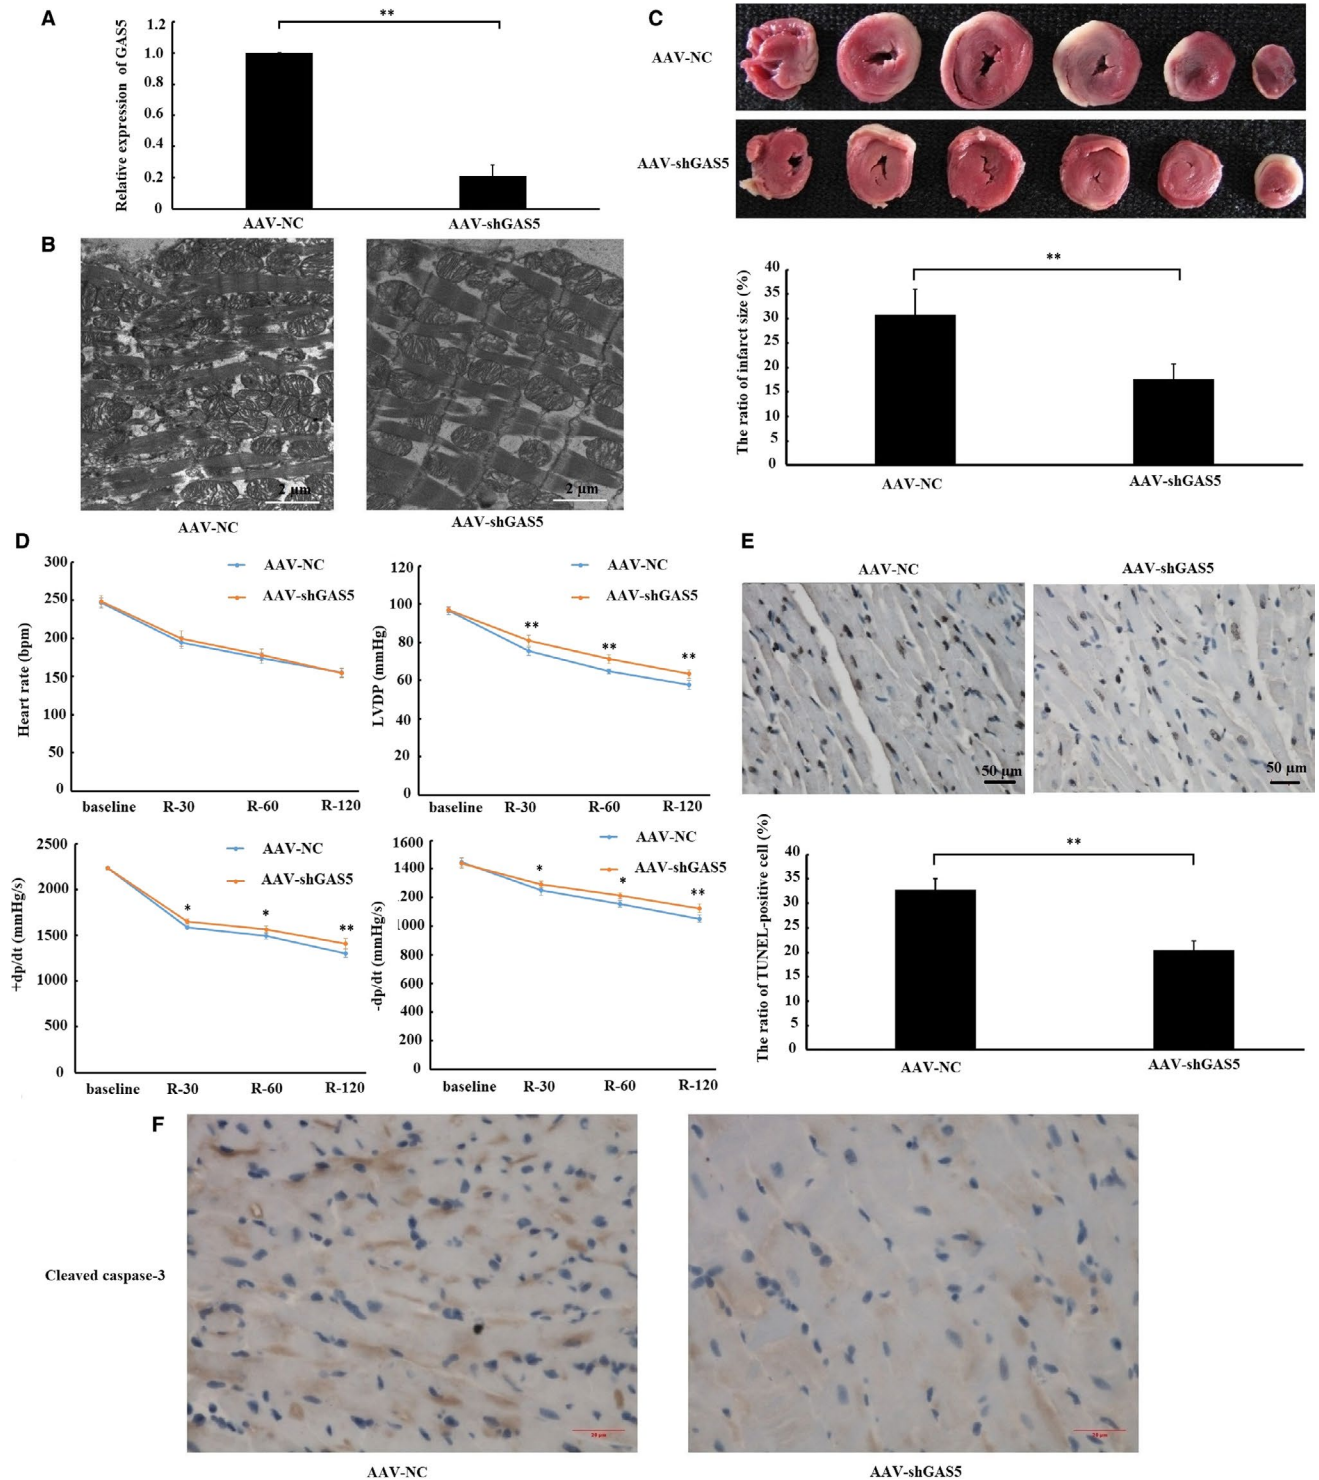 A
Relative expression of GAS5
1.2
1.0
0.8
0.6
0.4
0.2
0
**
AAV-NC
AAV-shGAS5
B
2 μm
2 μm
AAV-NC
AAV-shGAS5
C
AAV-NC
AAV-shGAS5
The ratio of infarct size (%)
40
35
30
25
20
15
10
5
0
**
AAV-NC
AAV-shGAS5
D
Heart rate (bpm)
300
250
200
150
100
50
0
AAV-NC
AAV-shGAS5
baseline R-30 R-60 R-120
LVDP (mmHg)
120
100
80
60
40
20
0
AAV-NC
AAV-shGAS5
** ** **
baseline R-30 R-60 R-120
+dp/dt (mmHg/s)
2500
2000
1500
1000
500
0
AAV-NC
AAV-shGAS5
* * **
baseline R-30 R-60 R-120
-dp/dt (mmHg/s)
1600
1400
1200
1000
800
600
400
200
0
AAV-NC
AAV-shGAS5
* * **
baseline R-30 R-60 R-120
E
AAV-NC
AAV-shGAS5
50 μm
50 μm
The ratio of TUNEL-positive cell (%)
40
35
30
25
20
15
10
5
0
**
AAV-NC
AAV-shGAS5
F
Cleaved caspase-3
20 μm
20 μm
AAV-NC
AAV-shGAS5